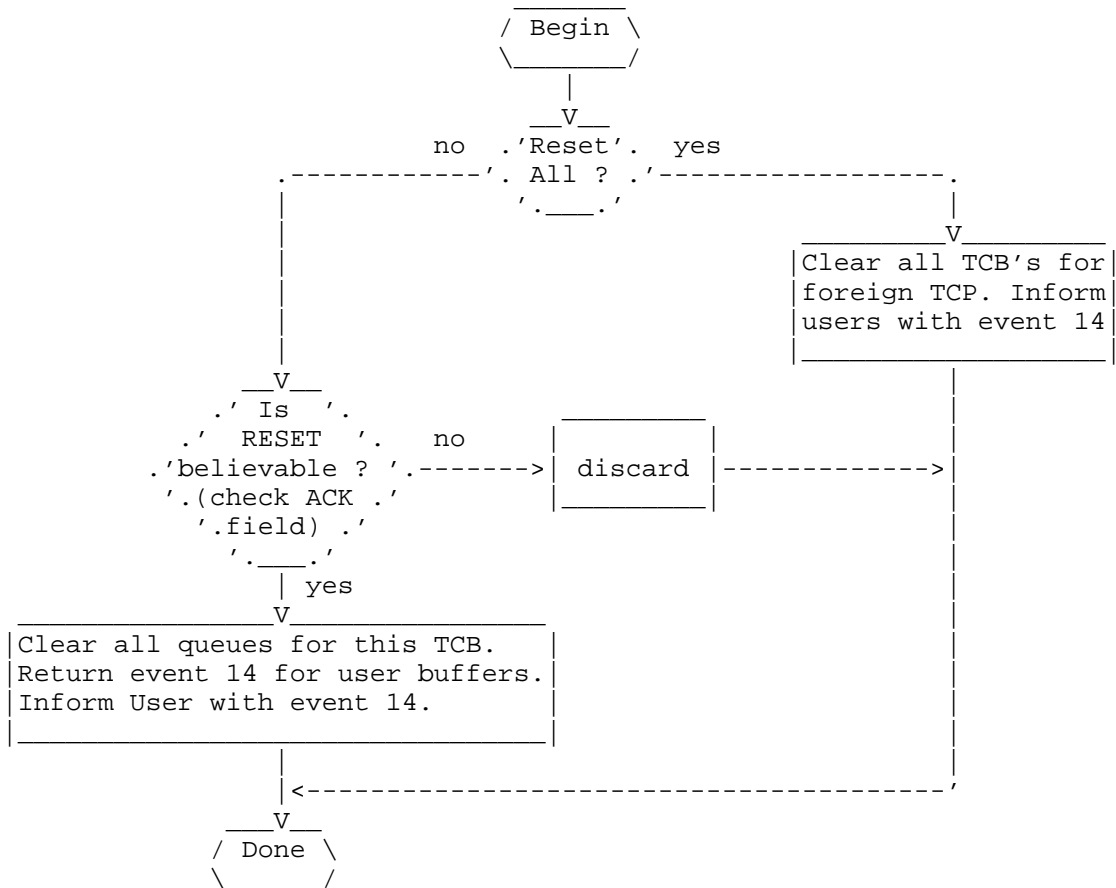 Begin
no Reset yes
All ?
Clear all TCB's for
foreign TCP. Inform
users with event 14
Is
RESET no
believable ? discard
(check ACK
field)
yes
Clear all queues for this TCB.
Return event 14 for user buffers.
Inform User with event 14.
Done